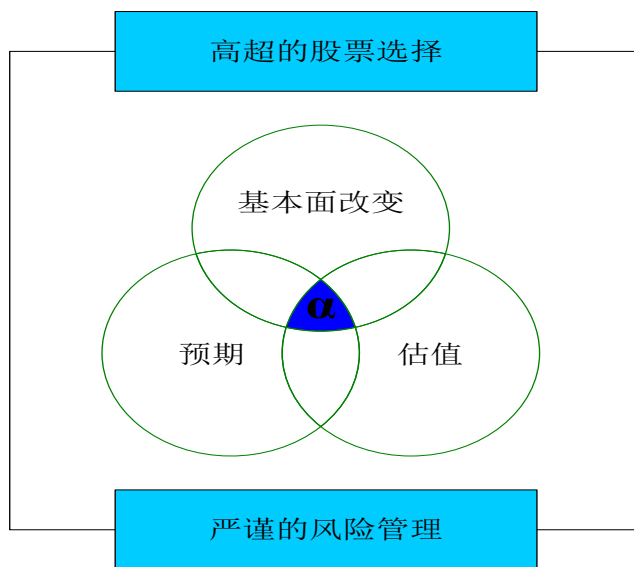 高超的股票选择
基本面改变
α
预期
估值
严谨的风险管理